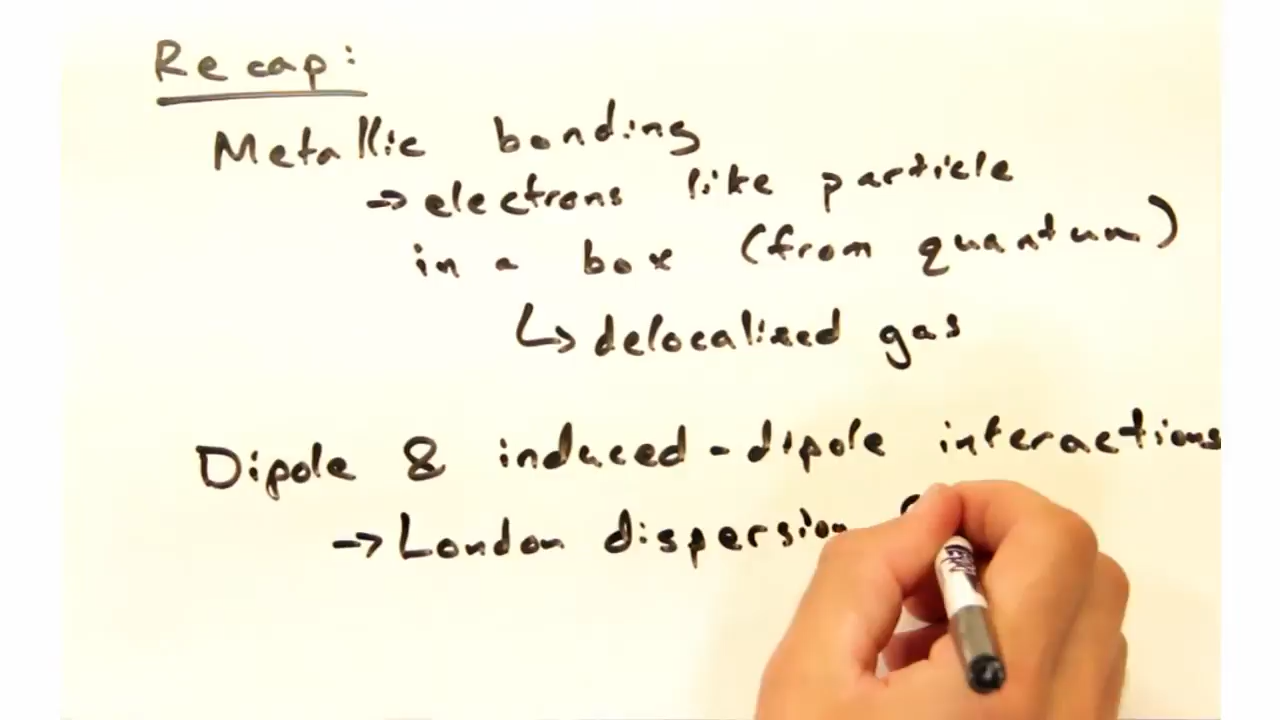 Recap:
Metallic bonding
→ electrons like particle
in a box (from quantum)
↳ delocalized gas
Dipole & induced-dipole interactions
→ London dispersion